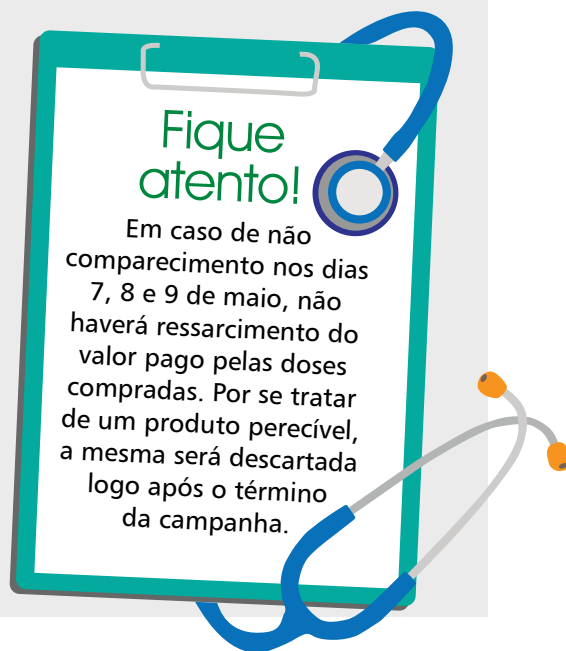 Fique
atento!
Em caso de não
comparecimento nos dias
7, 8 e 9 de maio, não
haverá ressarcimento do
valor pago pelas doses
compradas. Por se tratar
de um produto perecível,
a mesma será descartada
logo após o término
da campanha.